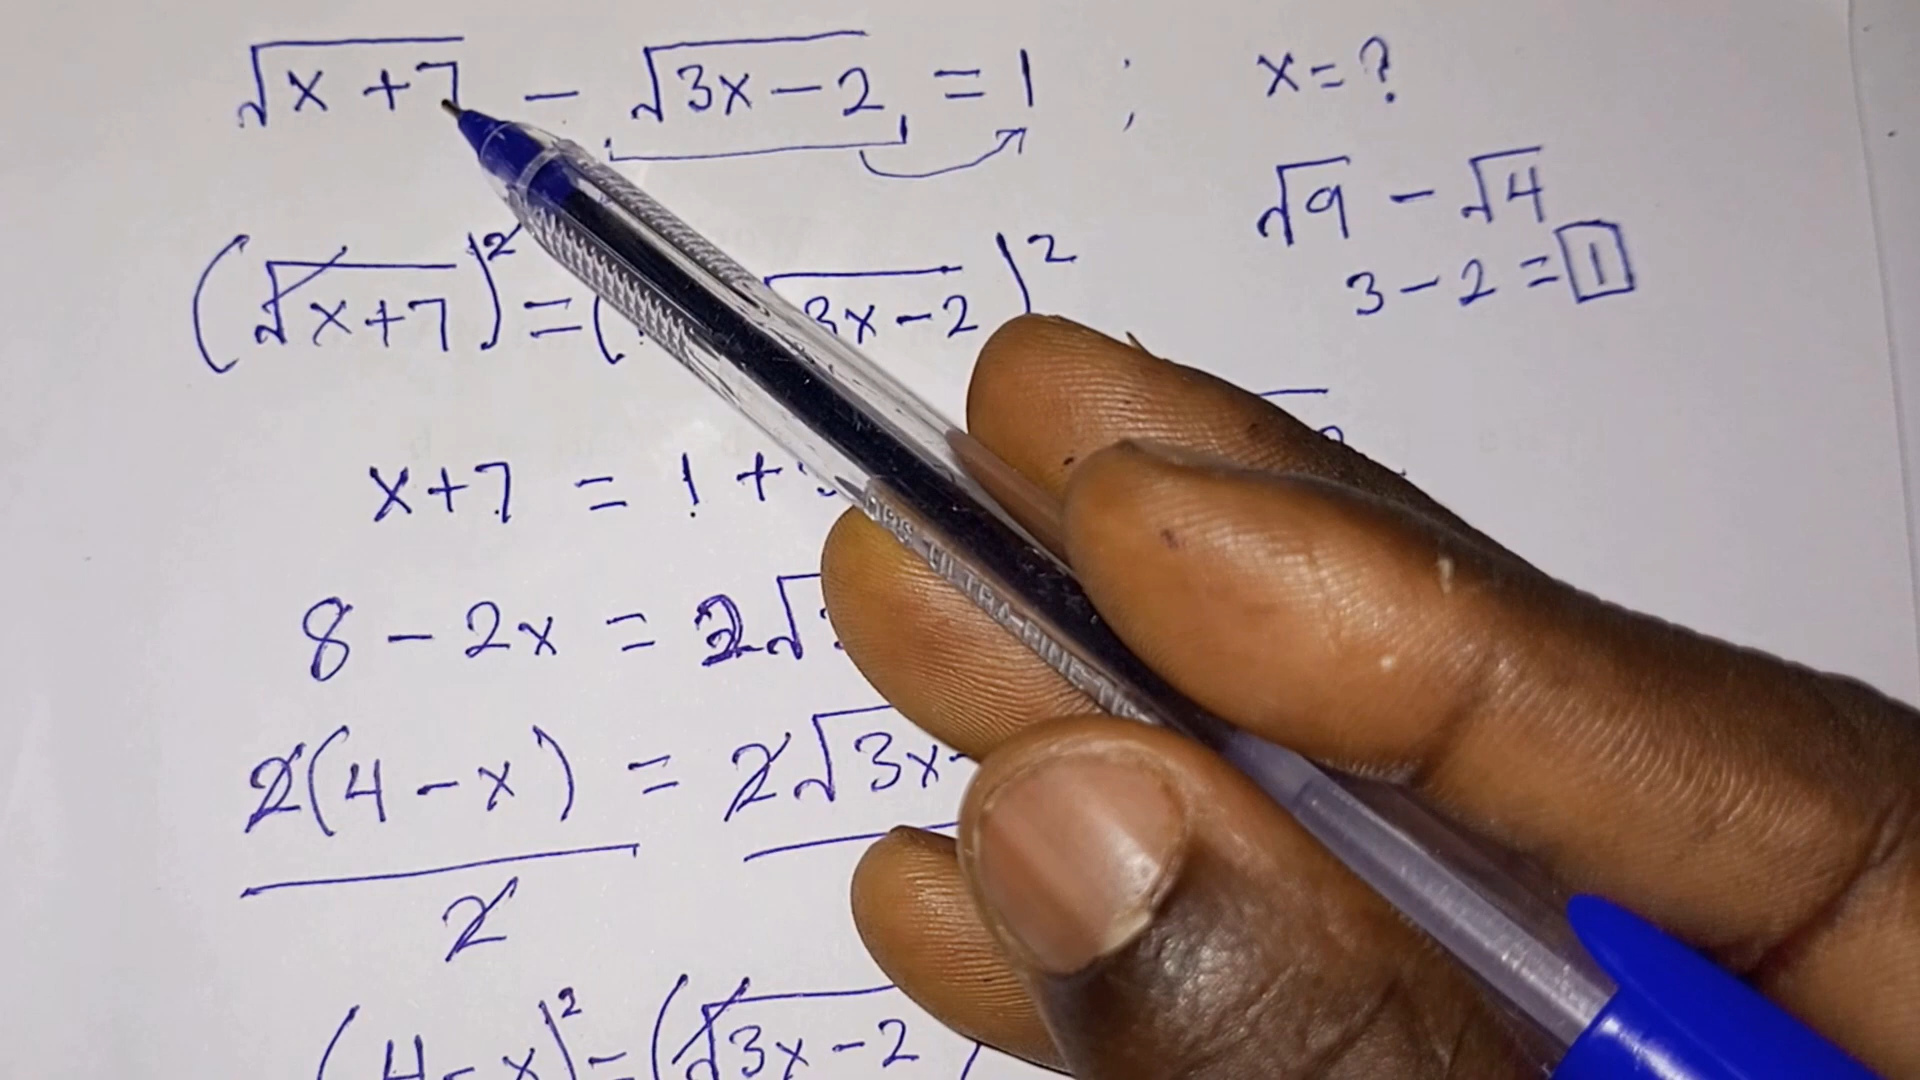 √(x+7) - √(3x-2) = 1 ; x = ?
√9 - √4
3 - 2 = 1
(√(x+7))² = ( 3x-2)²
x+7 = 1 +
8 - 2x = 2√
2(4-x) = 2√3x-
2
(4-x)² = (√(3x-2)